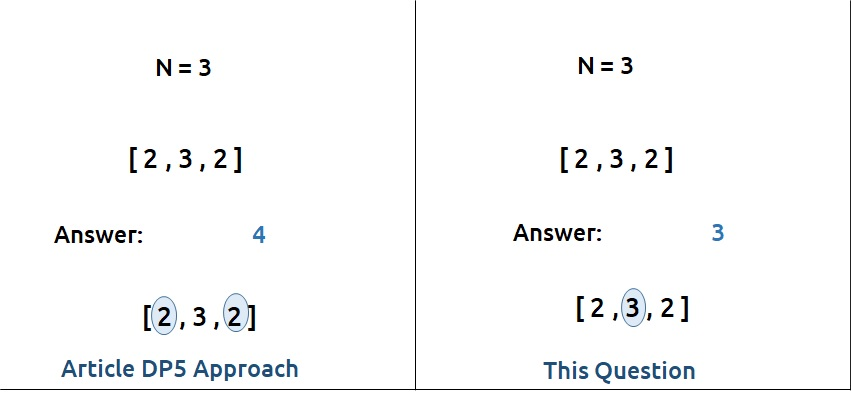 N = 3
[ 2 , 3 , 2 ]
Answer: 4
[ 2 , 3 , 2 ]
Article DP5 Approach
N = 3
[ 2 , 3 , 2 ]
Answer: 3
[ 2 , 3 , 2 ]
This Question